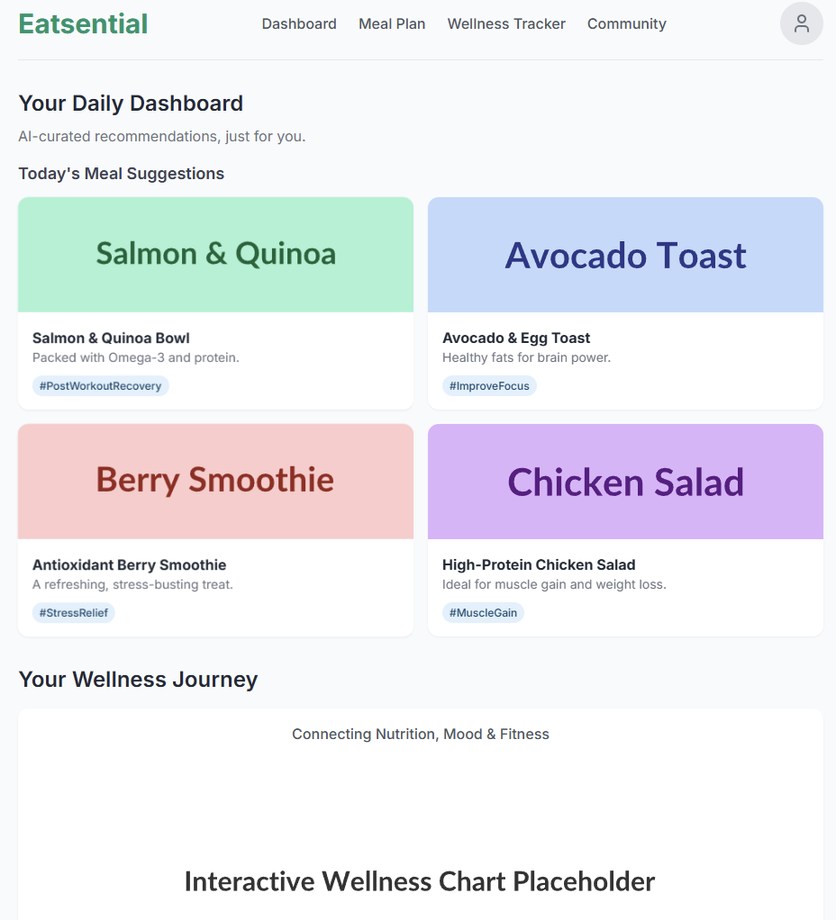 Eatsential
Dashboard Meal Plan Wellness Tracker Community
Your Daily Dashboard
AI-curated recommendations, just for you.
Today's Meal Suggestions
Salmon & Quinoa
Salmon & Quinoa Bowl
Packed with Omega-3 and protein.
#PostWorkoutRecovery
Avocado Toast
Avocado & Egg Toast
Healthy fats for brain power.
#ImproveFocus
Berry Smoothie
Antioxidant Berry Smoothie
A refreshing, stress-busting treat.
#StressRelief
Chicken Salad
High-Protein Chicken Salad
Ideal for muscle gain and weight loss.
#MuscleGain
Your Wellness Journey
Connecting Nutrition, Mood & Fitness
Interactive Wellness Chart Placeholder